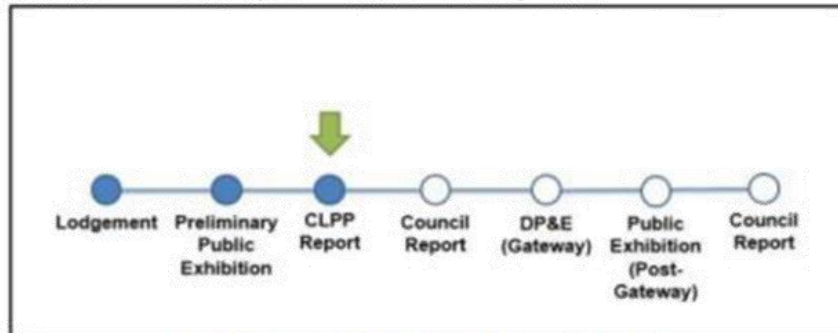 Lodgement
Preliminary
Public
Exhibition
CLPP
Report
Council
Report
DP&E
(Gateway)
Public
Exhibition
(Post-
Gateway)
Council
Report